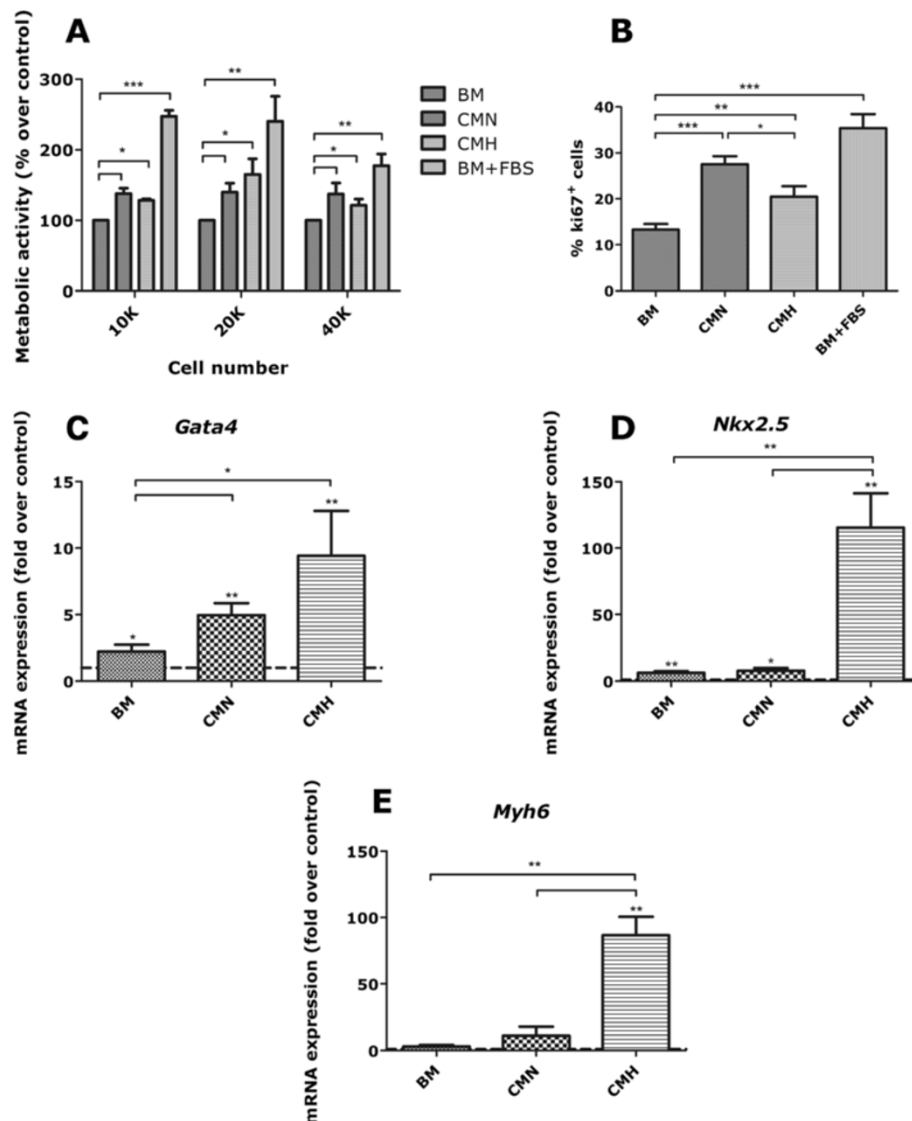 A
Metabolic activity (% over control)
300
200
100
0
***
*
**
*
**
*
10K
20K
40K
Cell number
BM
CMN
CMH
BM+FBS
B
% ki67+ cells
40
30
20
10
0
***
**
***
*
BM
CMN
CMH
BM+FBS
C
Gata4
mRNA expression (fold over control)
15
10
5
0
*
*
**
**
BM
CMN
CMH
D
Nkx2.5
mRNA expression (fold over control)
150
100
50
0
**
**
*
**
BM
CMN
CMH
E
Myh6
mRNA expression (fold over control)
150
100
50
0
**
**
BM
CMN
CMH